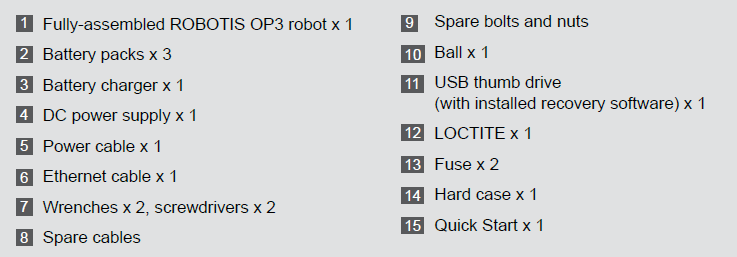 1 Fully-assembled ROBOTIS OP3 robot x 1
2 Battery packs x 3
3 Battery charger x 1
4 DC power supply x 1
5 Power cable x 1
6 Ethernet cable x 1
7 Wrenches x 2, screwdrivers x 2
8 Spare cables
9 Spare bolts and nuts
10 Ball x 1
11 USB thumb drive
(with installed recovery software) x 1
12 LOCTITE x 1
13 Fuse x 2
14 Hard case x 1
15 Quick Start x 1